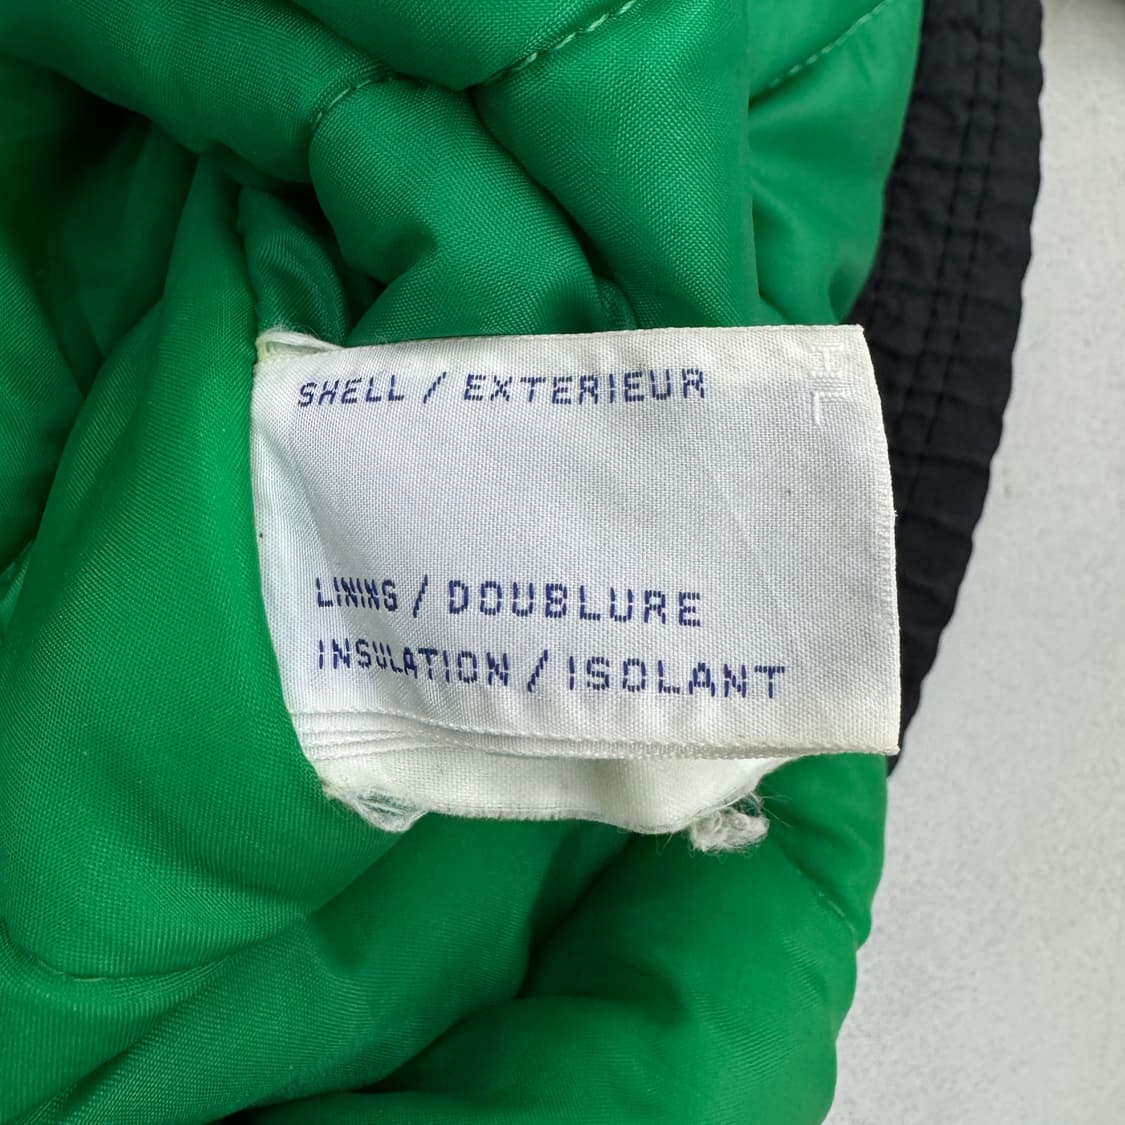 SHELL / EXTERIEUR
LINING / DOUBLURE
INSULATION / ISOLANT